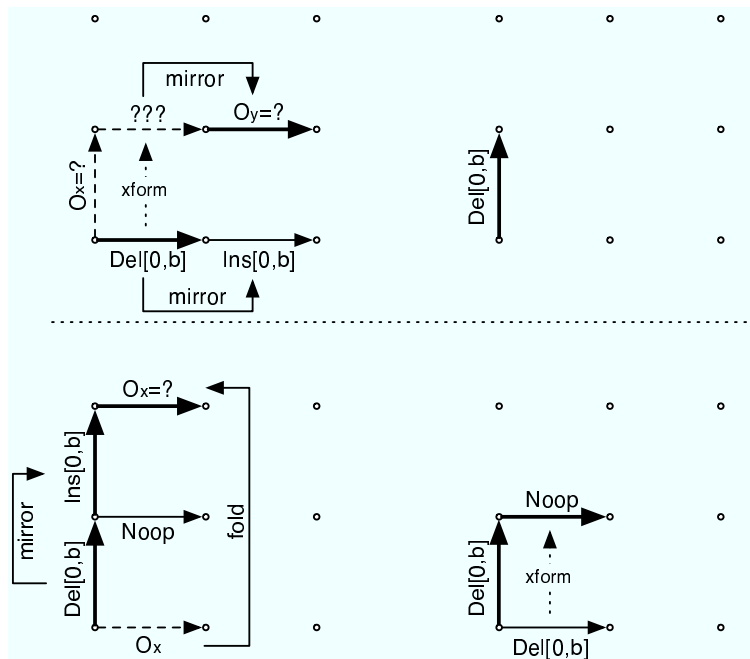 mirror
???
Oy=?
Ox=?
xform
Del[0,b]
Ins[0,b]
mirror
Del[0,b]
Ox=?
Ins[0,b]
mirror
Noop
fold
Del[0,b]
Ox
Noop
Del[0,b]
xform
Del[0,b]